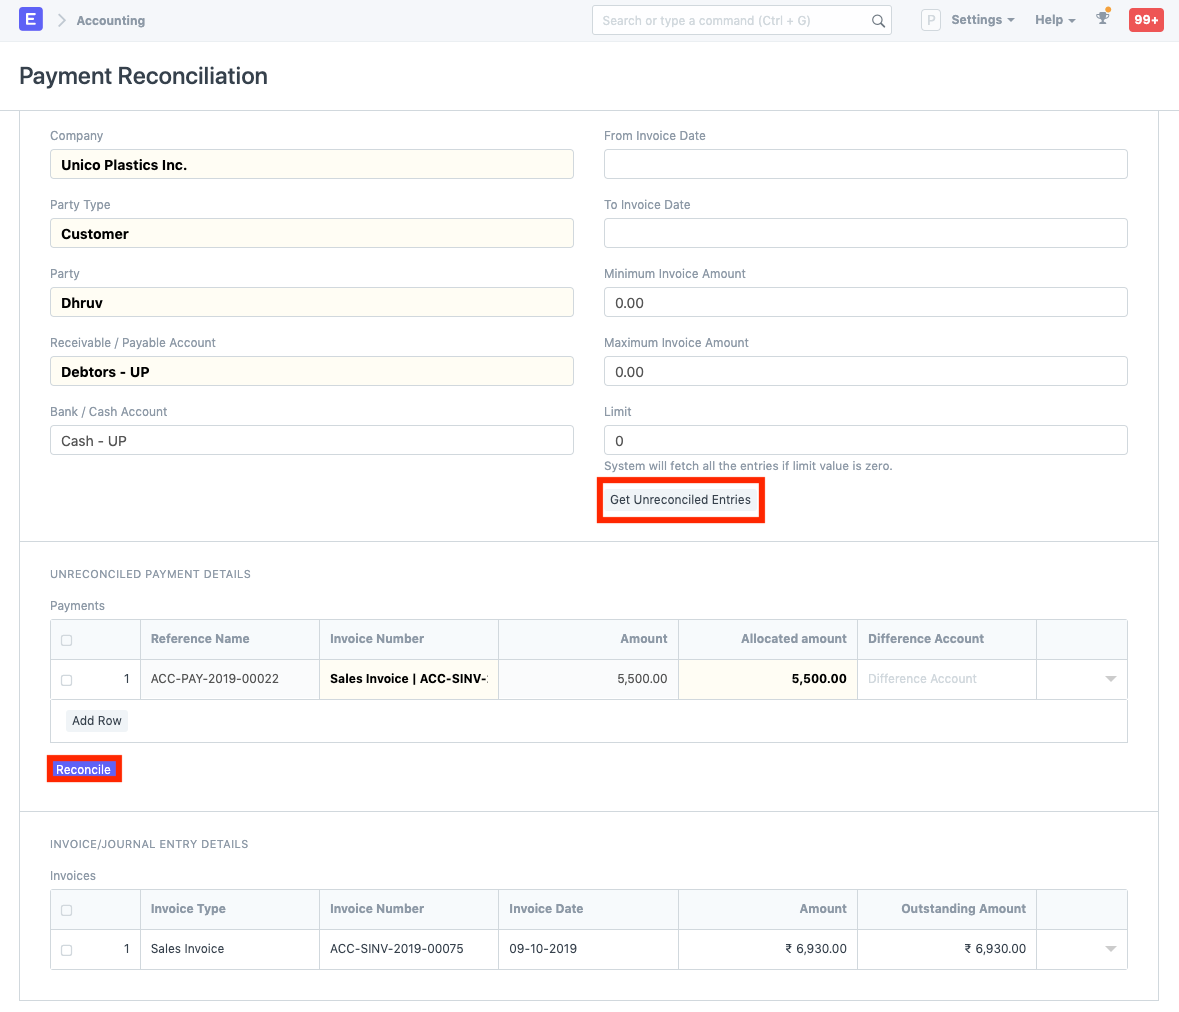 E Accounting Search or type a command (Ctrl + G) P Settings Help 99+
Payment Reconciliation
Company From Invoice Date
Unico Plastics Inc.
Party Type To Invoice Date
Customer
Party Minimum Invoice Amount
Dhruv 0.00
Receivable / Payable Account Maximum Invoice Amount
Debtors - UP 0.00
Bank / Cash Account Limit
Cash - UP 0
System will fetch all the entries if limit value is zero.
Get Unreconciled Entries
UNRECONCILED PAYMENT DETAILS
Payments
Reference Name Invoice Number Amount Allocated amount Difference Account
1 ACC-PAY-2019-00022 Sales Invoice | ACC-SINV- 5,500.00 5,500.00 Difference Account
Add Row
Reconcile
INVOICE/JOURNAL ENTRY DETAILS
Invoices
Invoice Type Invoice Number Invoice Date Amount Outstanding Amount
1 Sales Invoice ACC-SINV-2019-00075 09-10-2019 ₹ 6,930.00 ₹ 6,930.00